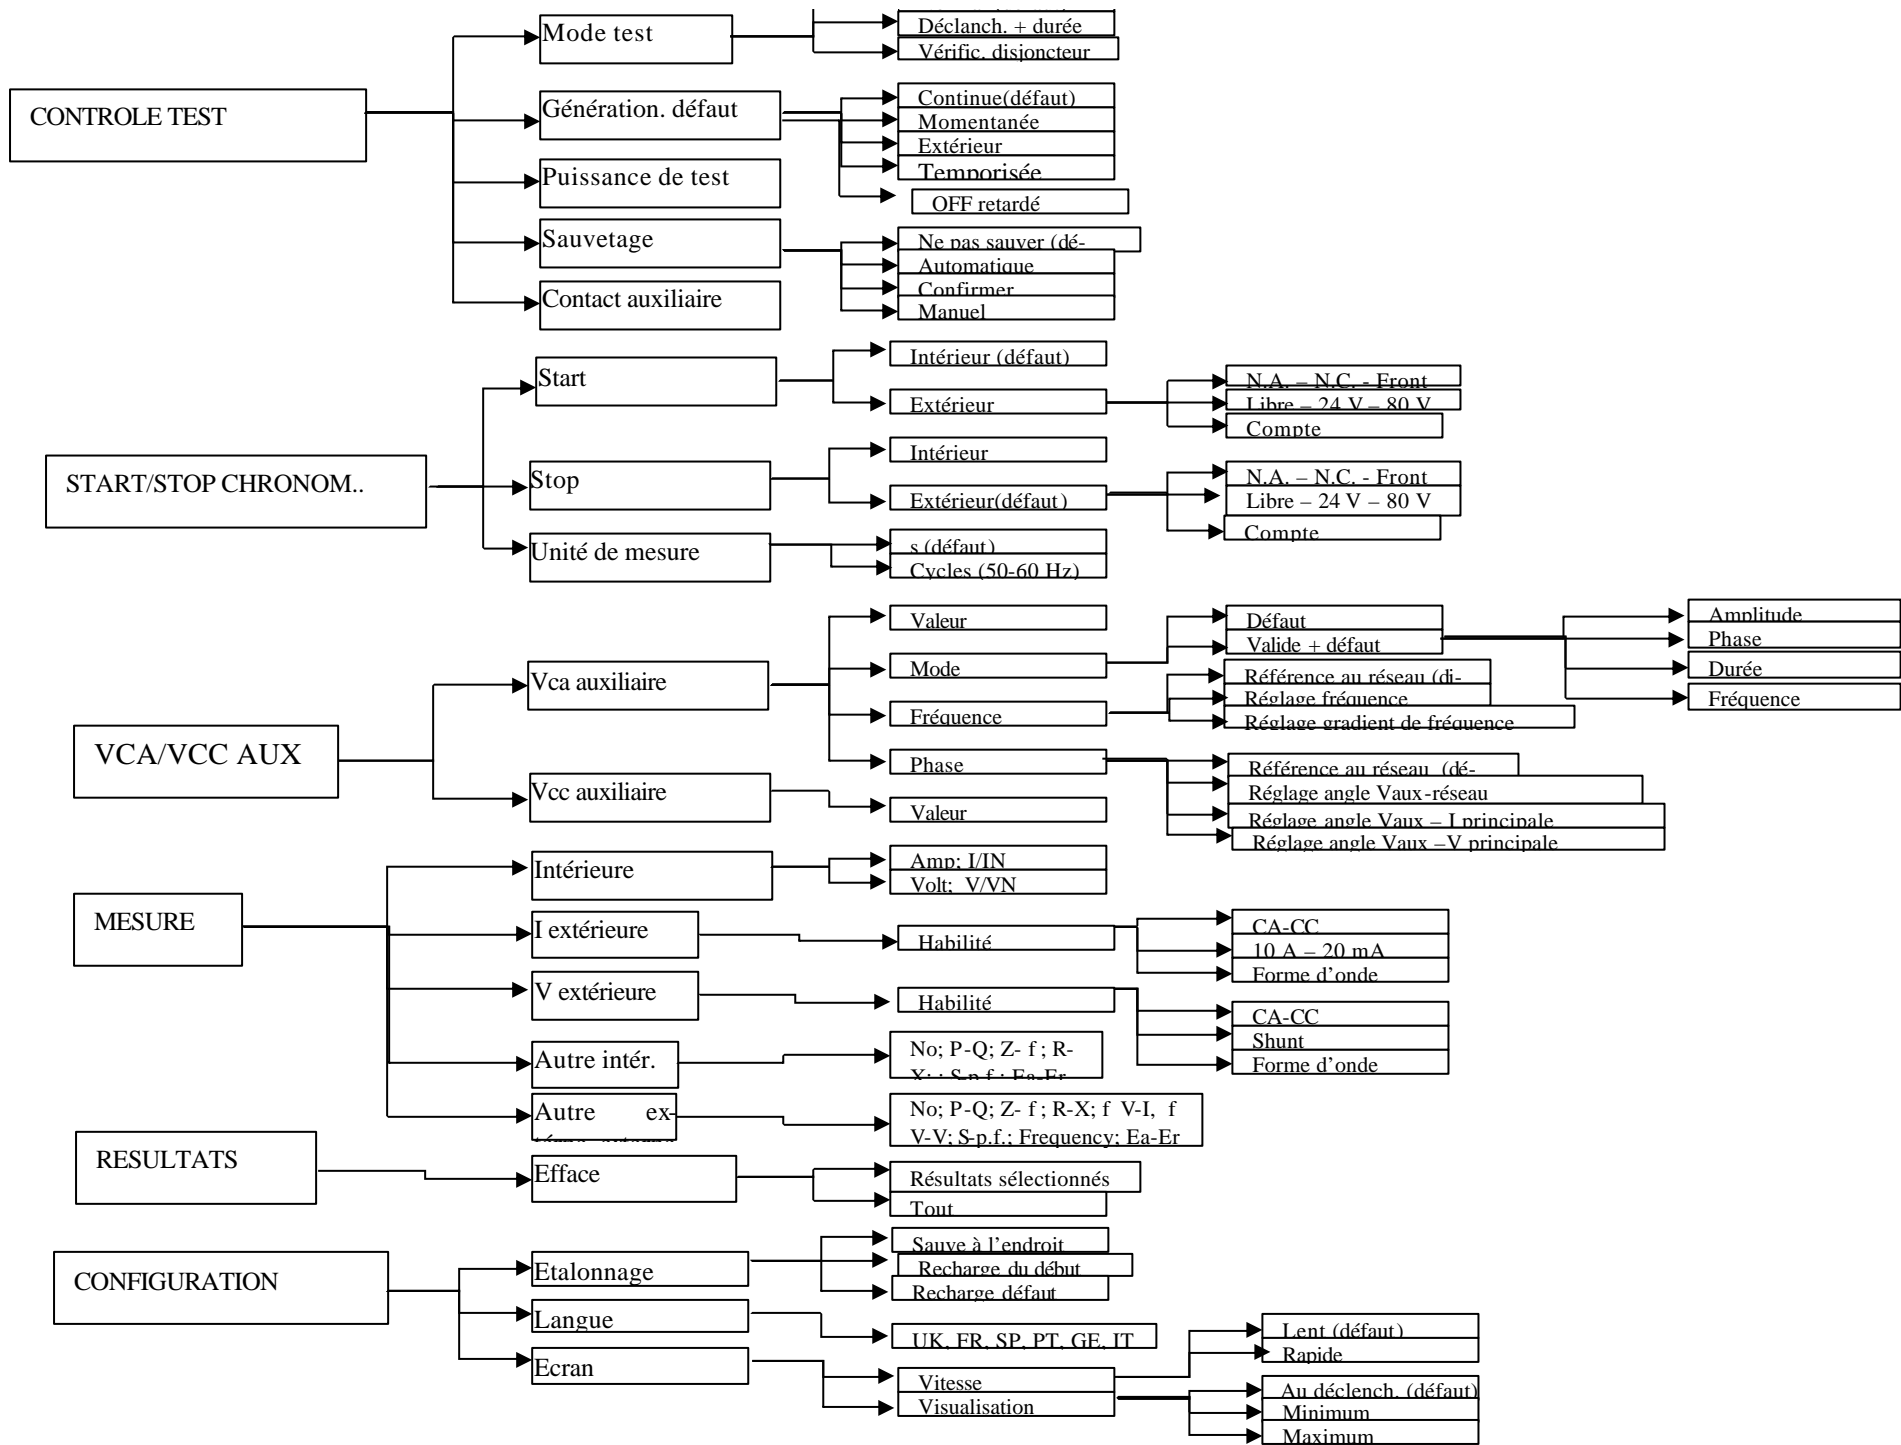 Mode test
Déclanch. + durée
Vérific. disjoncteur
CONTROLE TEST
Génération. défaut
Continue(défaut)
Momentanée
Extérieur
Temporisée
OFF retardé
Puissance de test
Sauvetage
Ne pas sauver (dé-
Automatique
Confirmer
Manuel
Contact auxiliaire
START/STOP CHRONOM..
Start
Intérieur (défaut)
Extérieur
N.A. – N.C. - Front
Libre – 24 V – 80 V
Compte
Stop
Intérieur
Extérieur(défaut)
N.A. – N.C. - Front
Libre – 24 V – 80 V
Compte
Unité de mesure
s (défaut)
Cycles (50-60 Hz)
VCA/VCC AUX
Vca auxiliaire
Valeur
Mode
Défaut
Valide + défaut
Amplitude
Phase
Durée
Fréquence
Fréquence
Référence au réseau (di-
Réglage fréquence
Réglage gradient de fréquence
Phase
Référence au réseau (dé-
Réglage angle Vaux-réseau
Réglage angle Vaux – I principale
Réglage angle Vaux –V principale
Vcc auxiliaire
Valeur
MESURE
Intérieure
Amp; I/IN
Volt; V/VN
I extérieure
Habilité
CA-CC
10 A – 20 mA
Forme d'onde
V extérieure
Habilité
CA-CC
Shunt
Forme d'onde
Autre intér.
No; P-Q; Z- f ; R-
X; ; S-p.f.; Ea-Er
Autre ex-
No; P-Q; Z- f ; R-X; f V-I, f
V-V; S-p.f.; Frequency; Ea-Er
RESULTATS
Efface
Résultats sélectionnés
Tout
CONFIGURATION
Etalonnage
Sauve à l'endroit
Recharge du début
Recharge défaut
Langue
UK, FR, SP, PT, GE, IT
Ecran
Vitesse
Lent (défaut)
Rapide
Visualisation
Au déclench. (défaut)
Minimum
Maximum